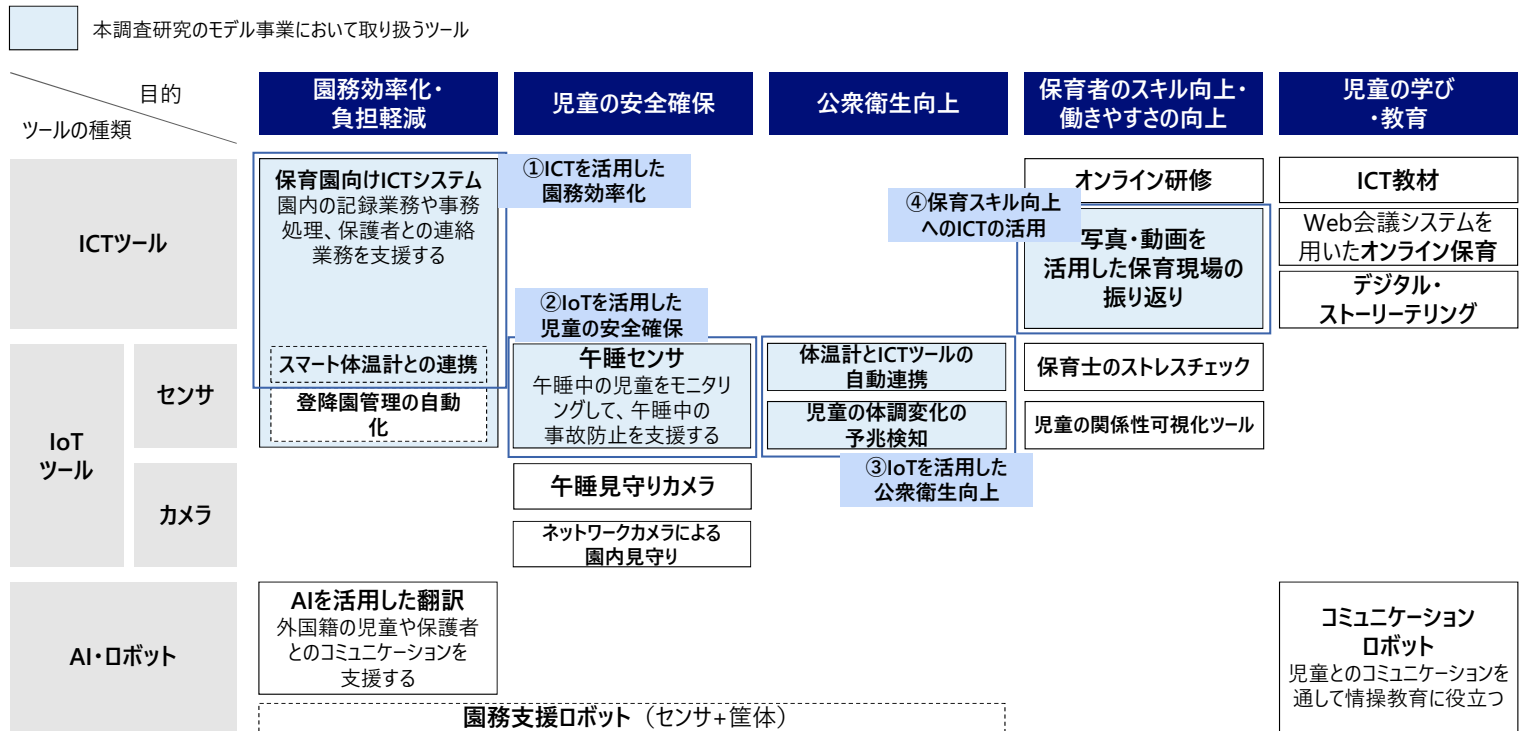 本調査研究のモデル事業において取り扱うツール
目的
ツールの種類
園務効率化・
負担軽減
児童の安全確保
公衆衛生向上
保育者のスキル向上・
働きやすさの向上
児童の学び
・教育
ICTツール
保育園向けICTシステム
園内の記録業務や事務
処理、保護者との連絡
業務を支援する
①ICTを活用した
園務効率化
④保育スキル向上
へのICTの活用
オンライン研修
写真・動画を
活用した保育現場の
振り返り
ICT教材
Web会議システムを
用いたオンライン保育
デジタル・
ストーリーテリング
IoT
ツール
センサ
カメラ
スマート体温計との連携
登降園管理の自動
化
②IoTを活用した
児童の安全確保
午睡センサ
午睡中の児童をモニタリ
ングして、午睡中の
事故防止を支援する
午睡見守りカメラ
ネットワークカメラによる
園内見守り
体温計とICTツールの
自動連携
児童の体調変化の
予兆検知
③IoTを活用した
公衆衛生向上
保育士のストレスチェック
児童の関係性可視化ツール
AI・ロボット
AIを活用した翻訳
外国籍の児童や保護者
とのコミュニケーションを
支援する
園務支援ロボット（センサ+筐体）
コミュニケーション
ロボット
児童とのコミュニケーションを
通して情操教育に役立つ